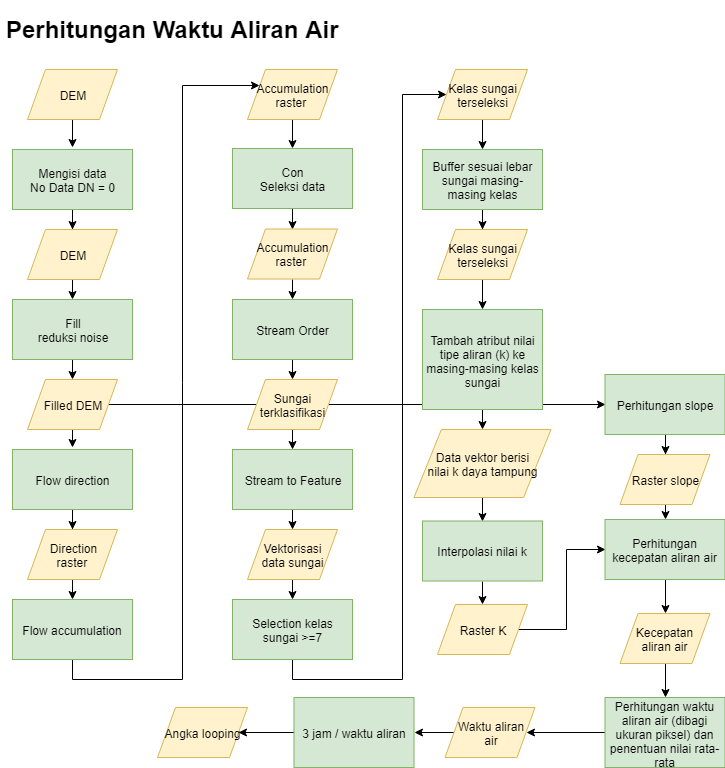 Perhitungan Waktu Aliran Air
DEM
Mengisi data
No Data DN = 0
DEM
Fill
reduksi noise
Filled DEM
Flow direction
Direction
raster
Flow accumulation
Accumulation
raster
Con
Seleksi data
Accumulation
raster
Stream Order
Sungai
terklasifikasi
Stream to Feature
Vektorisasi
data sungai
Selection kelas
sungai >=7
Kelas sungai
terseleksi
Buffer sesuai lebar
sungai masing-
masing kelas
Kelas sungai
terseleksi
Tambah atribut nilai
tipe aliran (k) ke
masing-masing kelas
sungai
Data vektor berisi
nilai k daya tampung
Interpolasi nilai k
Raster K
Perhitungan slope
Raster slope
Perhitungan
kecepatan aliran air
Kecepatan
aliran air
Perhitungan waktu
aliran air (dibagi
ukuran piksel) dan
penentuan nilai rata-
rata
Waktu aliran
air
3 jam / waktu aliran
Angka looping